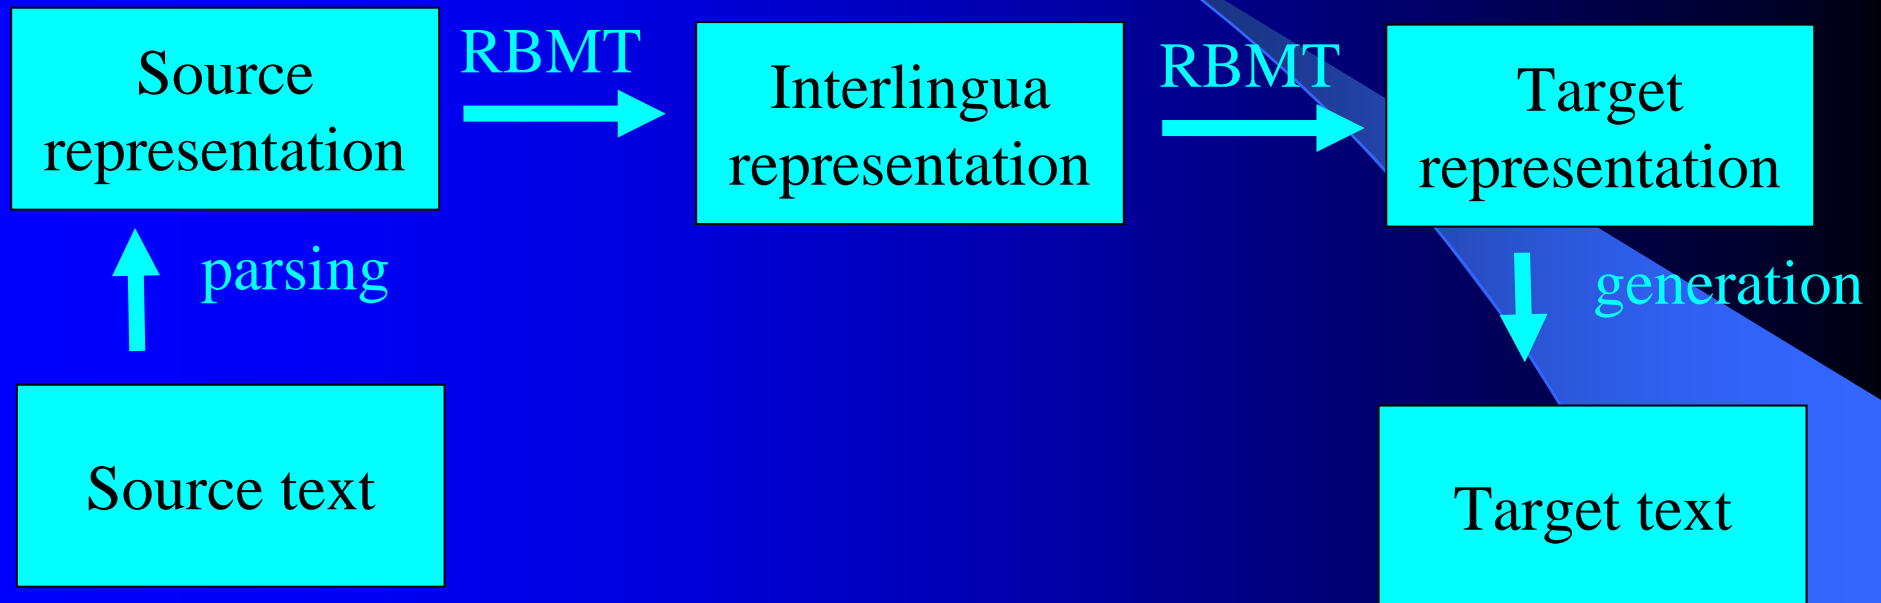 Source
representation
RBMT
Interlingua
representation
RBMT
Target
representation
parsing
generation
Source text
Target text